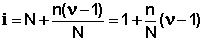 i = N + n(ν−1)/N = 1 + n/N (ν−1)